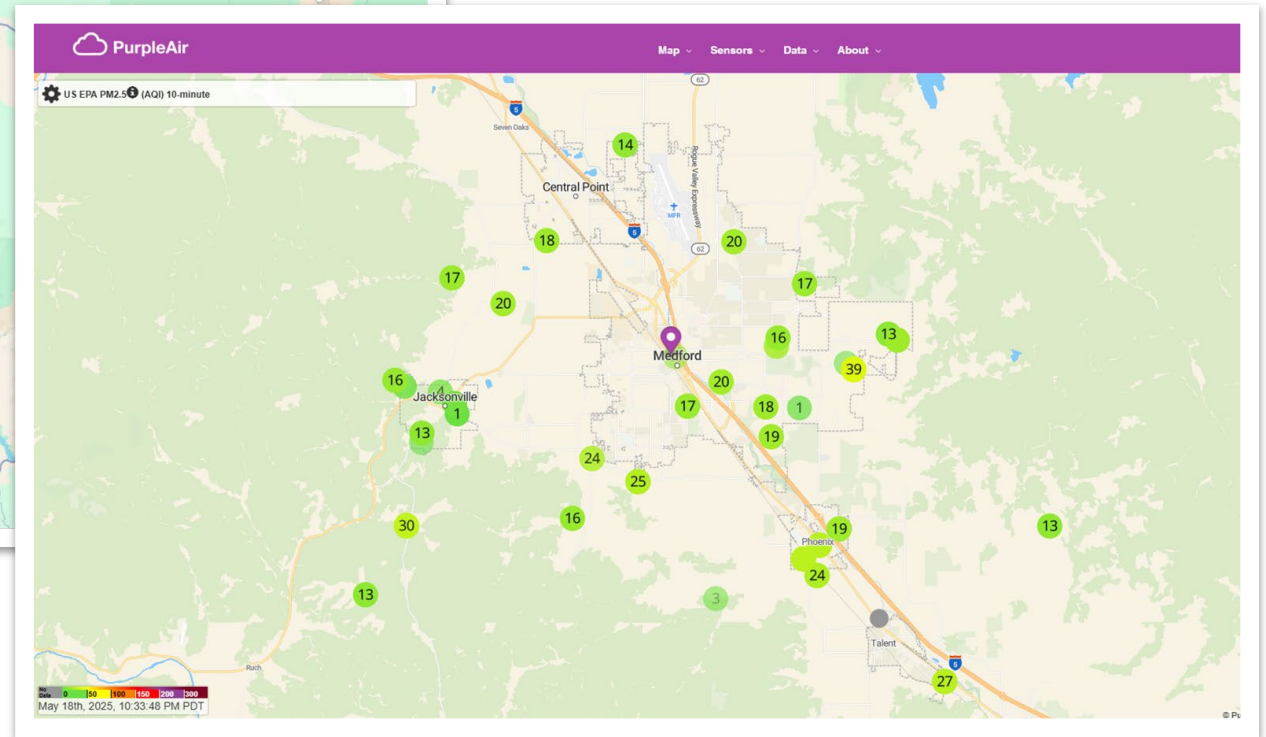 PurpleAir
Map
Sensors
Data
About
US EPA PM2.5 (AQI) 10-minute
62
5
Seven Oaks
14
Central Point
Rogue Valley Expressway
MFR
18
5
62
20
17
17
20
16
13
Medford
39
16
4
20
Jacksonville
1
17
18
1
13
19
24
25
30
16
19
13
Phoenix
24
13
3
Talent
5
Ruch
27
No Data 0 50 100 150 200 300
May 18th, 2025, 10:33:48 PM PDT